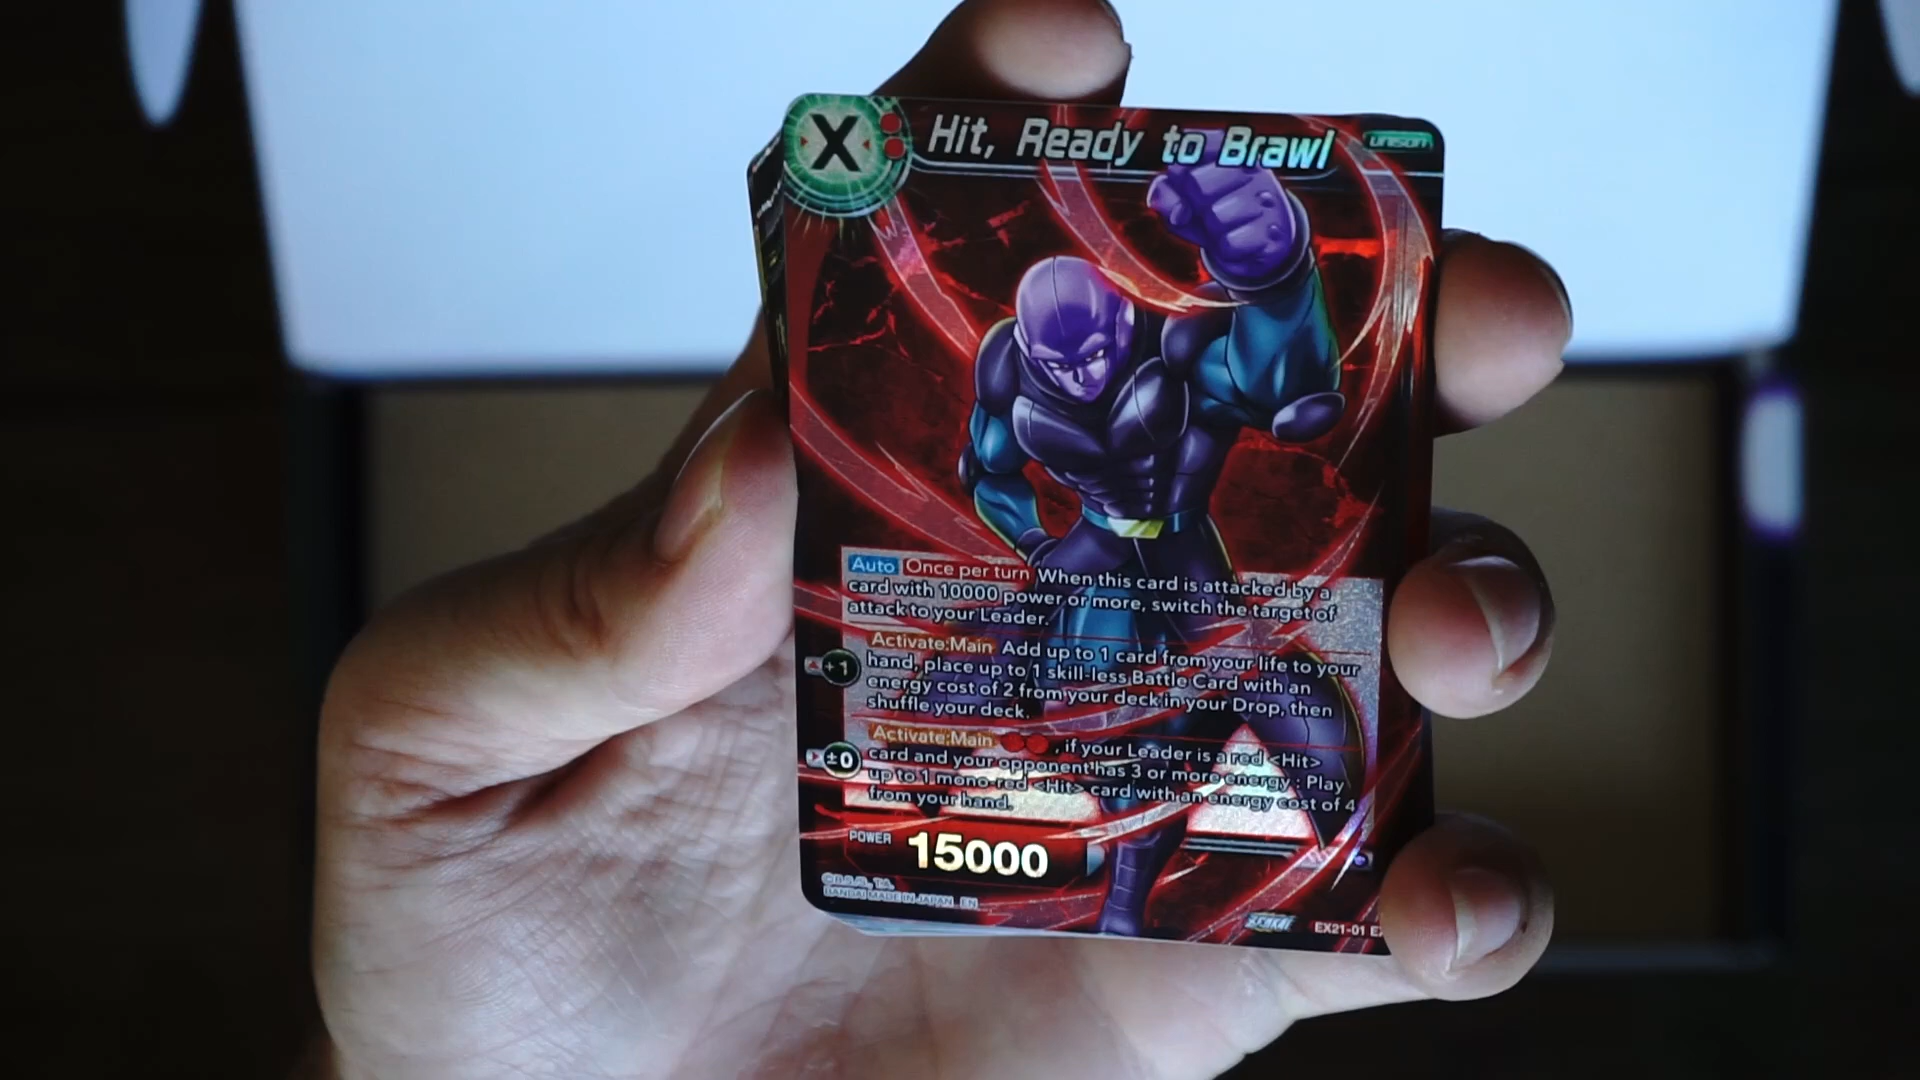 X
Hit, Ready to Brawl
unison
Auto Once per turn When this card is attacked by a
card with 10000 power or more, switch the target of
attack to your Leader.
+1
Activate:Main Add up to 1 card from your life to your
hand, place up to 1 skill-less Battle Card with an
energy cost of 2 from your deck in your Drop, then
shuffle your deck.
±0
Activate:Main , if your Leader is a red <Hit>
card and your opponent has 3 or more energy : Play
up to 1 mono-red <Hit> card with an energy cost of 4
from your hand.
POWER 15000
©B.S./S., T.A.
BANDAI MADE IN JAPAN EN
EX21-01